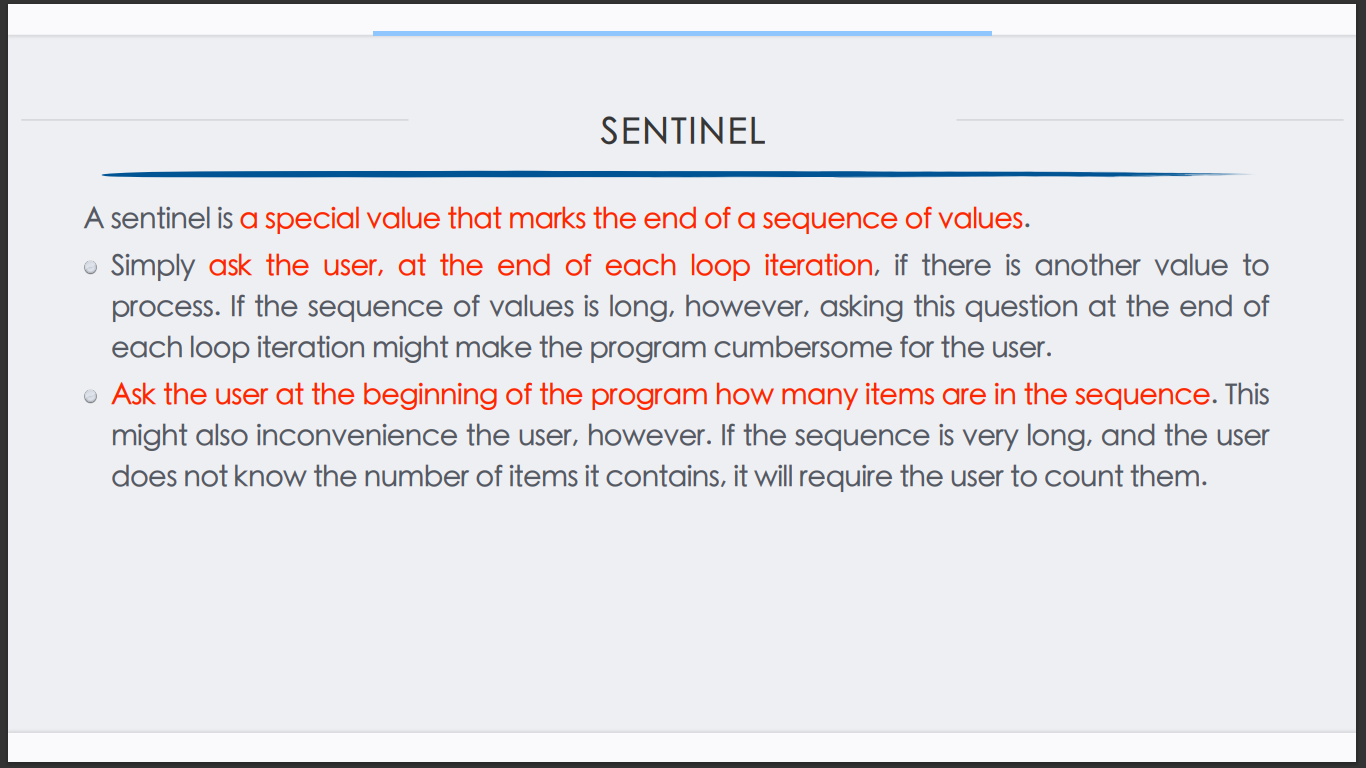 SENTINEL
A sentinel is a special value that marks the end of a sequence of values.
Simply ask the user, at the end of each loop iteration, if there is another value to
process. If the sequence of values is long, however, asking this question at the end of
each loop iteration might make the program cumbersome for the user.
Ask the user at the beginning of the program how many items are in the sequence. This
might also inconvenience the user, however. If the sequence is very long, and the user
does not know the number of items it contains, it will require the user to count them.